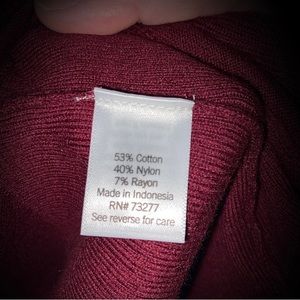 53% Cotton
40% Nylon
7% Rayon
Made in Indonesia
RN# 73277
See reverse for care